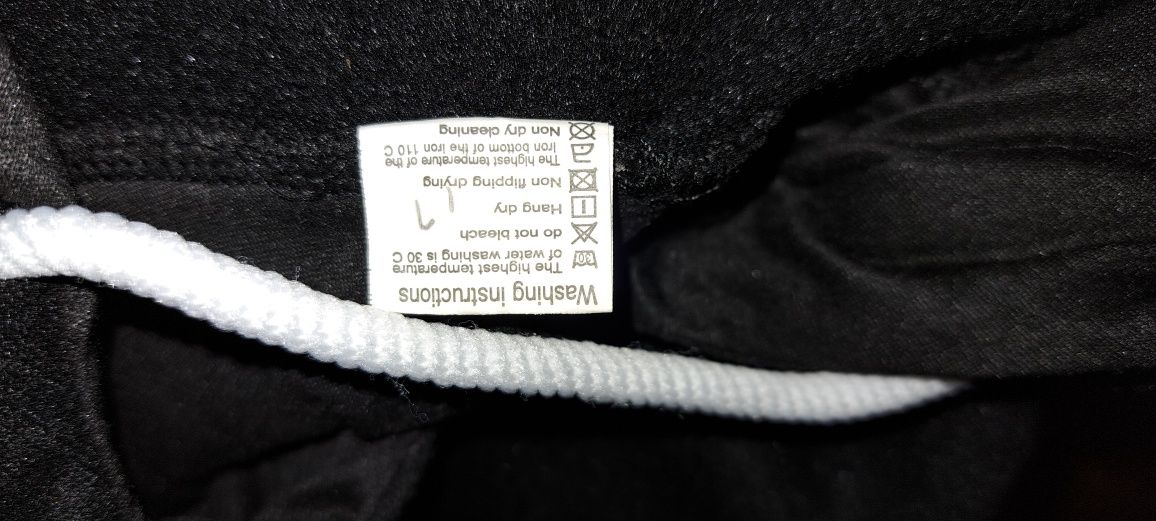 Washing instructions
The highest temperature
of water washing is 30 C
do not bleach
Hang dry
Non flipping drying
The highest temperature of the
iron bottom of the iron 110 C
Non dry cleaning